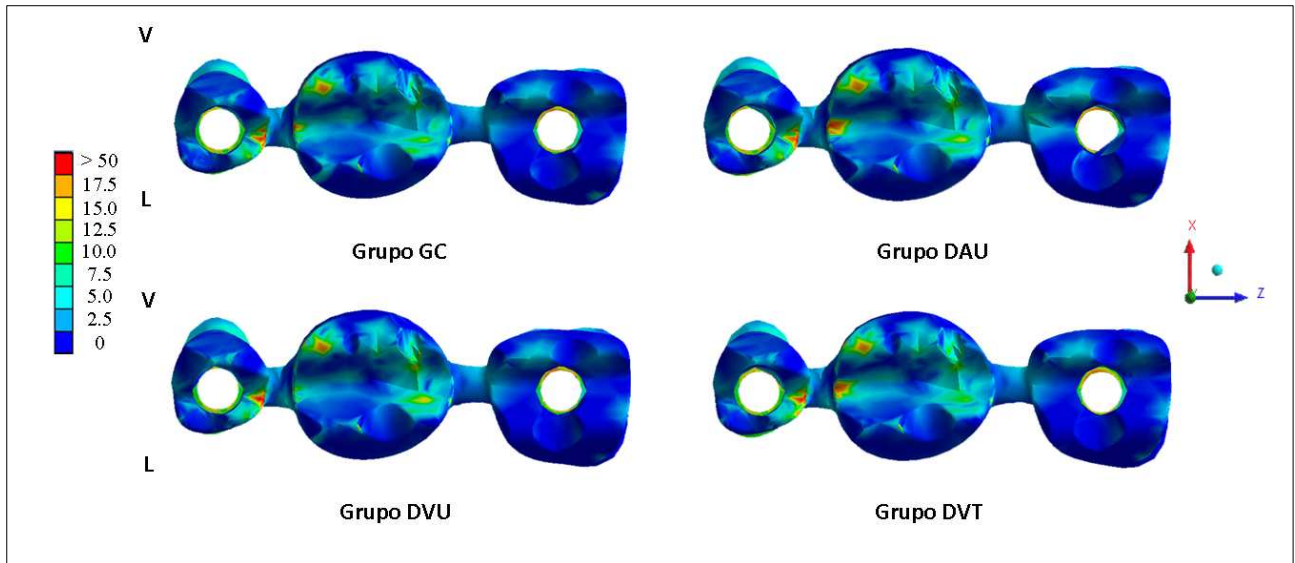 V
> 50
17.5
15.0
12.5
10.0
7.5
5.0
2.5
0
L
Grupo GC
Grupo DAU
X
Y
Z
V
L
Grupo DVU
Grupo DVT